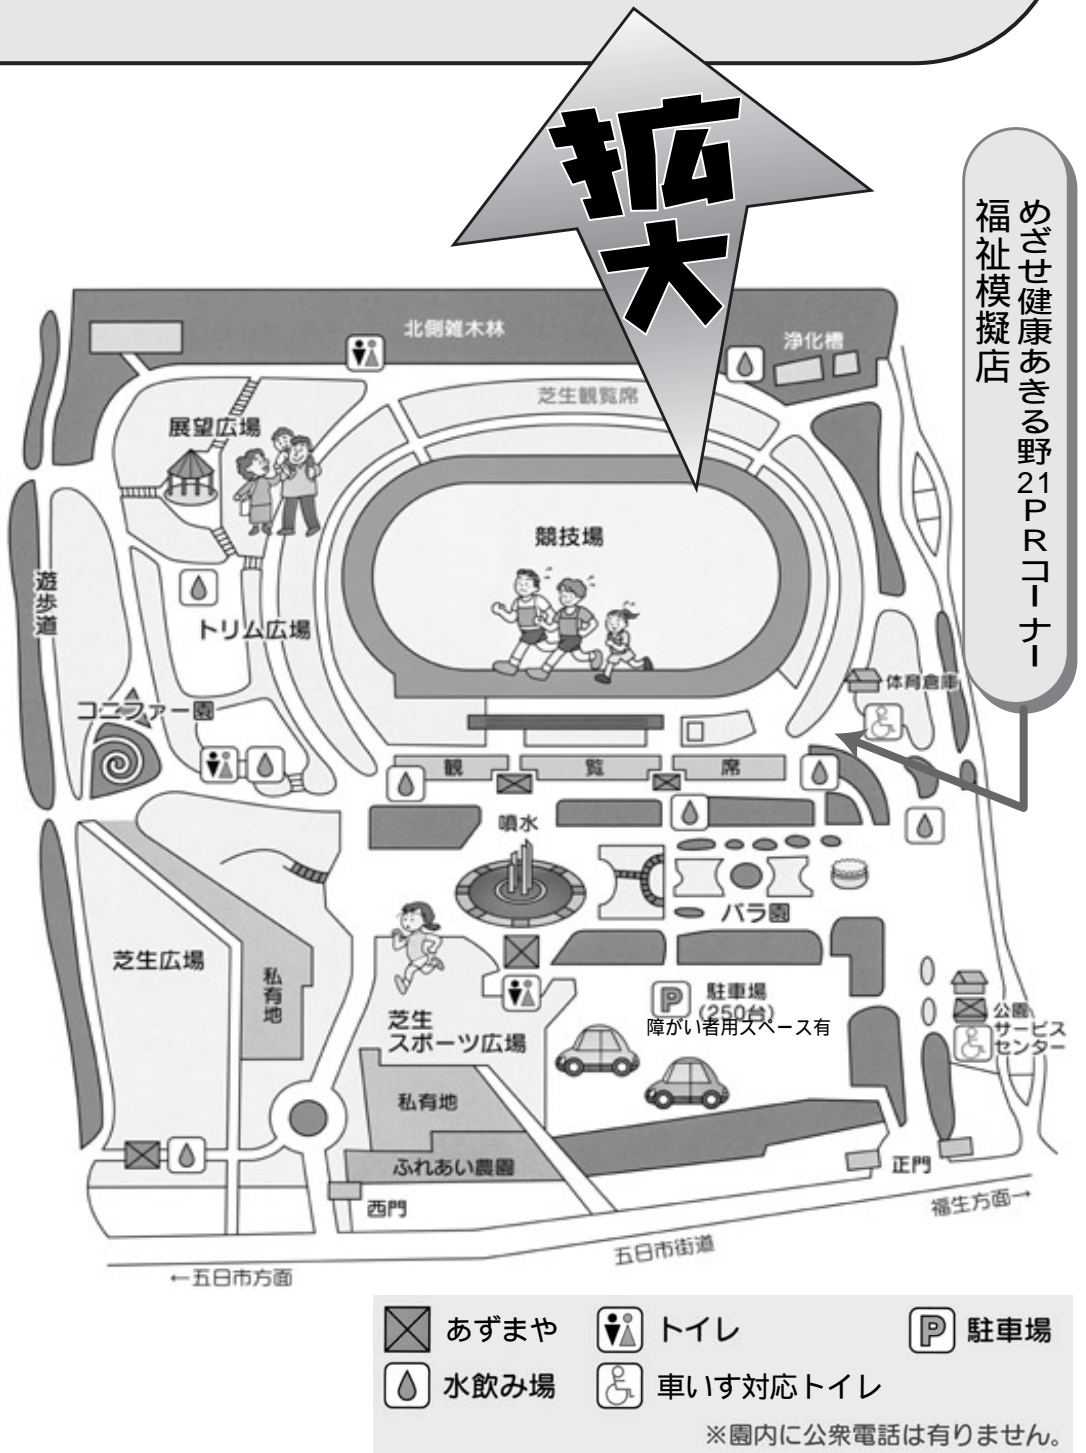 拡大
めざせ健康あきる野21PRコーナー
福祉模擬店
北側雑木林
浄化槽
芝生観覧席
展望広場
競技場
遊歩道
トリム広場
体育倉庫
コニファー園
観覧席
噴水
バラ園
芝生広場
私有地
P
駐車場
(250台)
障がい者用スペース有
公園
サービス
センター
芝生
スポーツ広場
私有地
ふれあい農園
正門
西門
福生方面→
五日市街道
←五日市方面
あずまや
トイレ
P 駐車場
水飲み場
車いす対応トイレ
※園内に公衆電話は有りません。